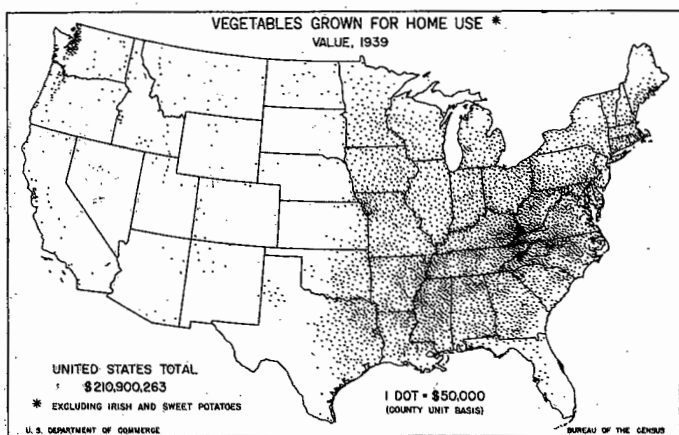 VEGETABLES GROWN FOR HOME USE *
VALUE, 1939
UNITED STATES TOTAL
$210,900,263
* EXCLUDING IRISH AND SWEET POTATOES
1 DOT = $50,000
(COUNTY UNIT BASIS)
U. S. DEPARTMENT OF COMMERCE
BUREAU OF THE CENSUS